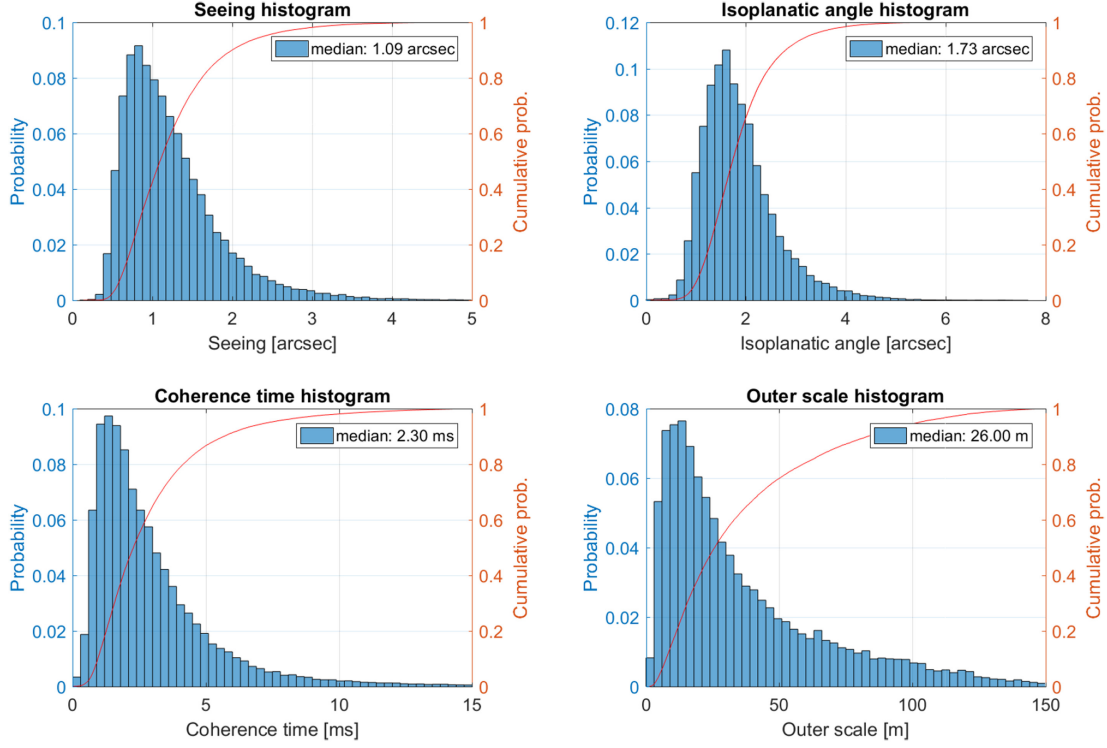 Seeing histogram
0.1
0.08
0.06
0.04
0.02
0
Probability
median: 1.09 arcsec
1
0.8
0.6
0.4
0.2
0
Cumulative prob.
0 1 2 3 4 5
Seeing [arcsec]
Isoplanatic angle histogram
0.12
0.1
0.08
0.06
0.04
0.02
0
Probability
median: 1.73 arcsec
1
0.8
0.6
0.4
0.2
0
Cumulative prob.
0 2 4 6 8
Isoplanatic angle [arcsec]
Coherence time histogram
0.1
0.08
0.06
0.04
0.02
0
Probability
median: 2.30 ms
1
0.8
0.6
0.4
0.2
0
Cumulative prob.
0 5 10 15
Coherence time [ms]
Outer scale histogram
0.08
0.06
0.04
0.02
0
Probability
median: 26.00 m
1
0.8
0.6
0.4
0.2
0
Cumulative prob.
0 50 100 150
Outer scale [m]